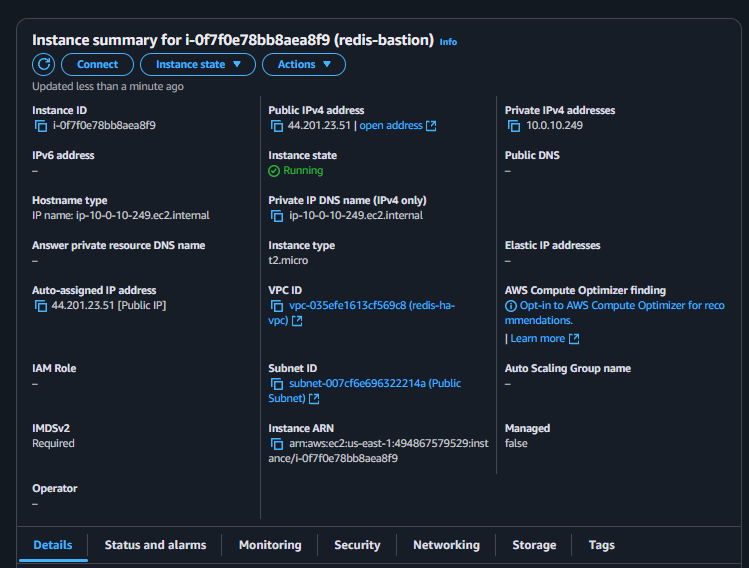 Instance summary for i-0f7f0e78bb8aea8f9 (redis-bastion) Info
Connect
Instance state
Actions
Updated less than a minute ago
Instance ID
i-0f7f0e78bb8aea8f9
Public IPv4 address
44.201.23.51 | open address
Private IPv4 addresses
10.0.10.249
IPv6 address
–
Instance state
Running
Public DNS
–
Hostname type
IP name: ip-10-0-10-249.ec2.internal
Private IP DNS name (IPv4 only)
ip-10-0-10-249.ec2.internal
Answer private resource DNS name
–
Instance type
t2.micro
Elastic IP addresses
–
Auto-assigned IP address
44.201.23.51 [Public IP]
VPC ID
vpc-035efe1613cf569c8 (redis-ha-
vpc)
AWS Compute Optimizer finding
Opt-in to AWS Compute Optimizer for reco
mmendations.
| Learn more
IAM Role
–
Subnet ID
subnet-007cf6e696322214a (Public
Subnet)
Auto Scaling Group name
–
IMDSv2
Required
Instance ARN
arn:aws:ec2:us-east-1:494867579529:inst
ance/i-0f7f0e78bb8aea8f9
Managed
false
Operator
–
Details
Status and alarms
Monitoring
Security
Networking
Storage
Tags